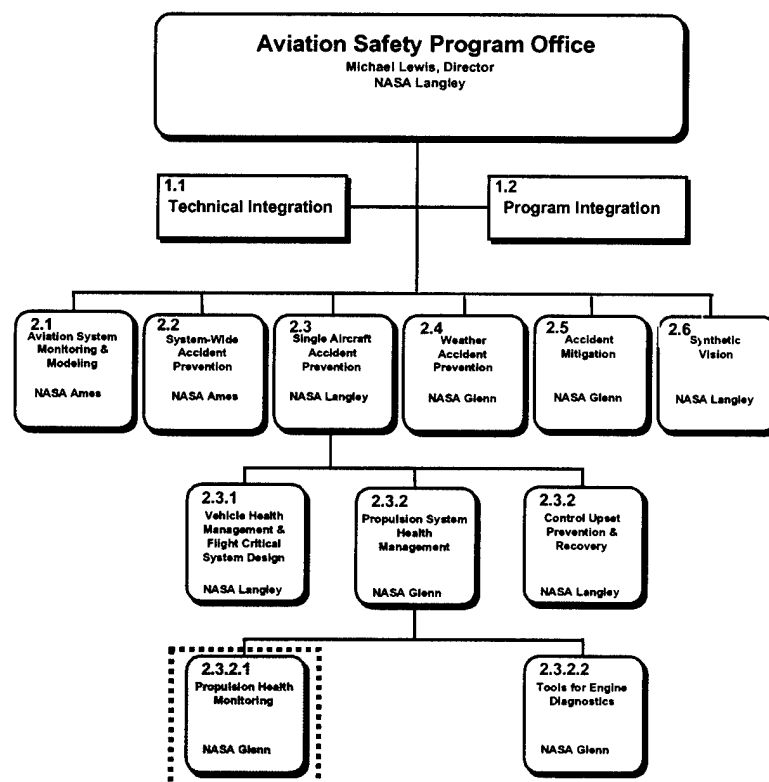 Aviation Safety Program Office
Michael Lewis, Director
NASA Langley
1.1
Technical Integration
1.2
Program Integration
2.1
Aviation System
Monitoring &
Modeling
NASA Ames
2.2
System-Wide
Accident
Prevention
NASA Ames
2.3
Single Aircraft
Accident
Prevention
NASA Langley
2.4
Weather
Accident
Prevention
NASA Glenn
2.5
Accident
Mitigation
NASA Glenn
2.6
Synthetic
Vision
NASA Langley
2.3.1
Vehicle Health
Management &
Flight Critical
System Design
NASA Langley
2.3.2
Propulsion System
Health
Management
NASA Glenn
2.3.2
Control Upset
Prevention &
Recovery
NASA Langley
2.3.2.1
Propulsion Health
Monitoring
NASA Glenn
2.3.2.2
Tools for Engine
Diagnostics
NASA Glenn